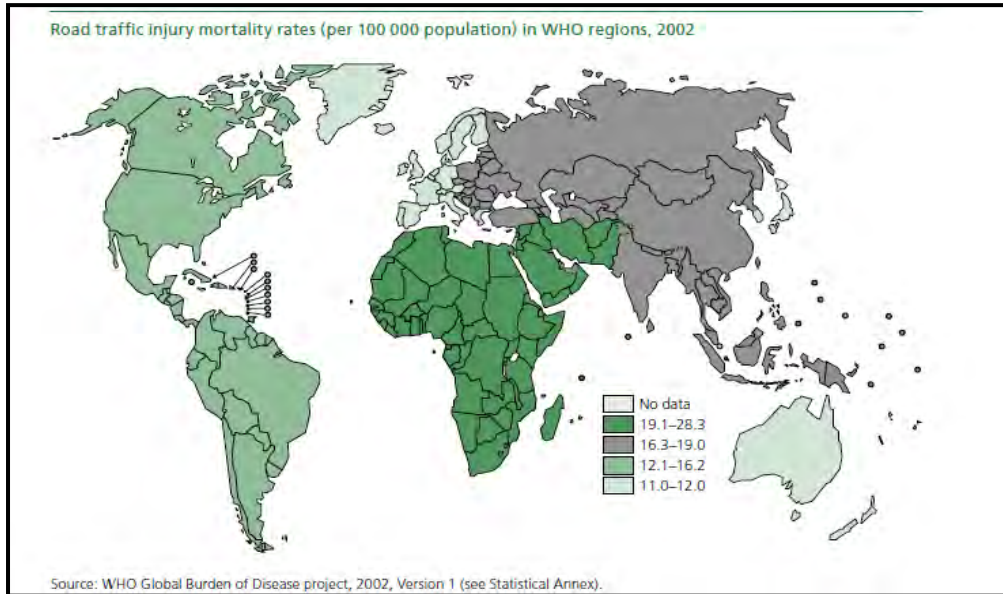 Road traffic injury mortality rates (per 100 000 population) in WHO regions, 2002
No data
19.1–28.3
16.3–19.0
12.1–16.2
11.0–12.0
Source: WHO Global Burden of Disease project, 2002, Version 1 (see Statistical Annex).